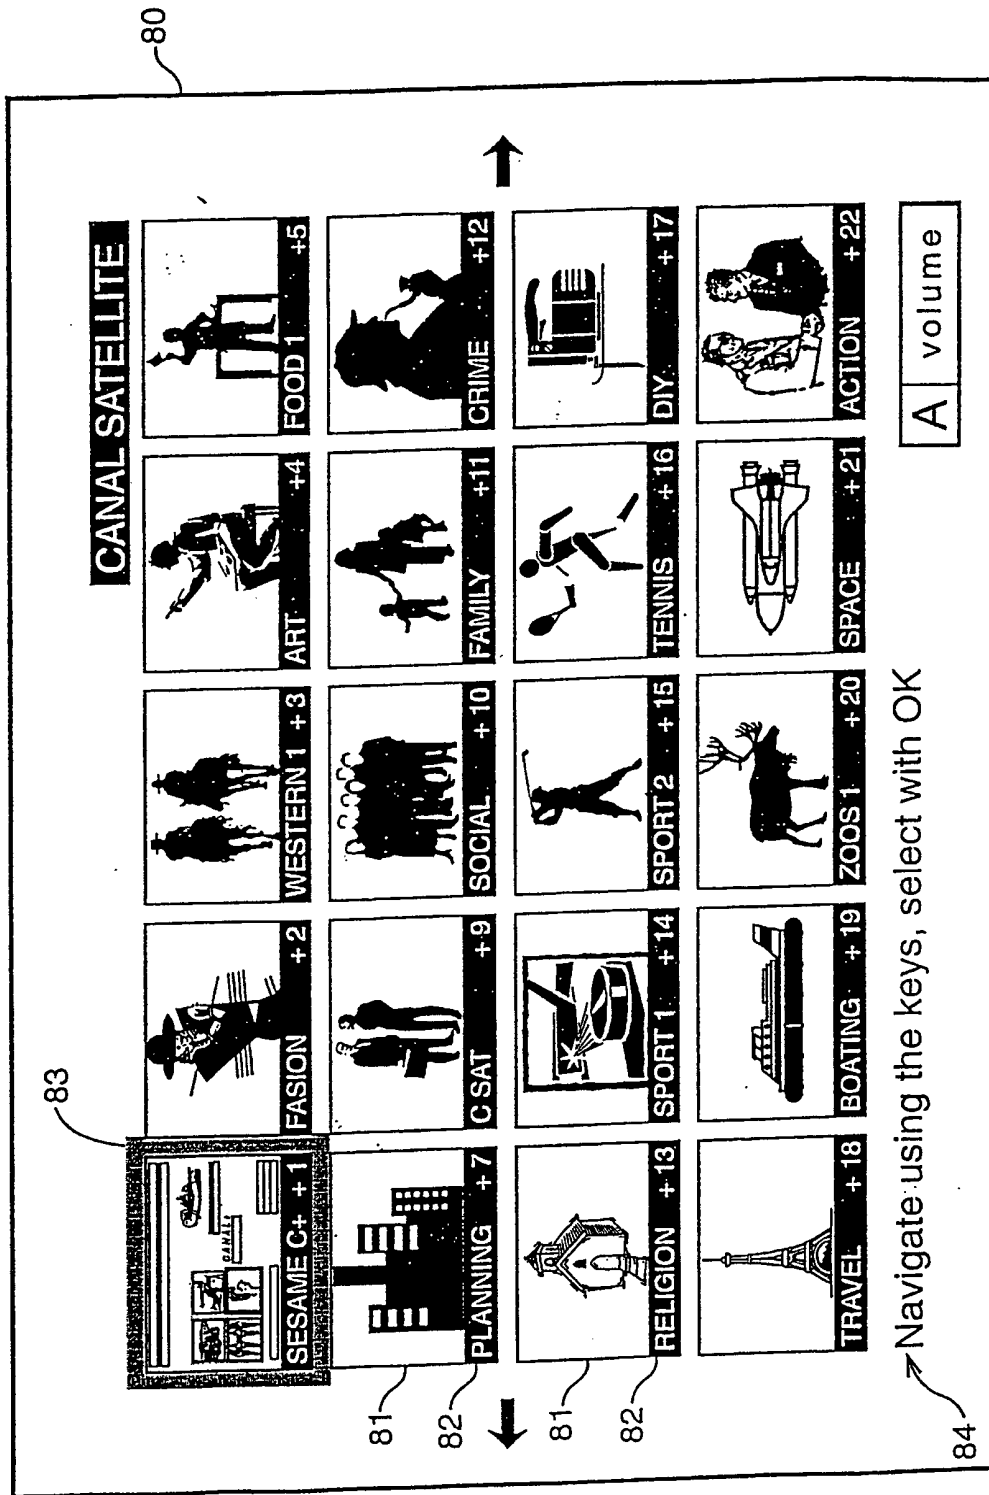 80
CANAL SATELLITE
83
SESAME C+ + 1
FASION + 2
WESTERN 1 + 3
ART +4
FOOD 1 +5
PLANNING + 7
C SAT + 9
SOCIAL + 10
FAMILY +11
CRIME +12
81
82
RELIGION + 13
SPORT 1 + 14
SPORT 2 + 15
TENNIS + 16
DIY + 17
81
82
TRAVEL + 18
BOATING + 19
ZOOS 1 + 20
SPACE + 21
ACTION + 22
84
Navigate using the keys, select with OK
A volume